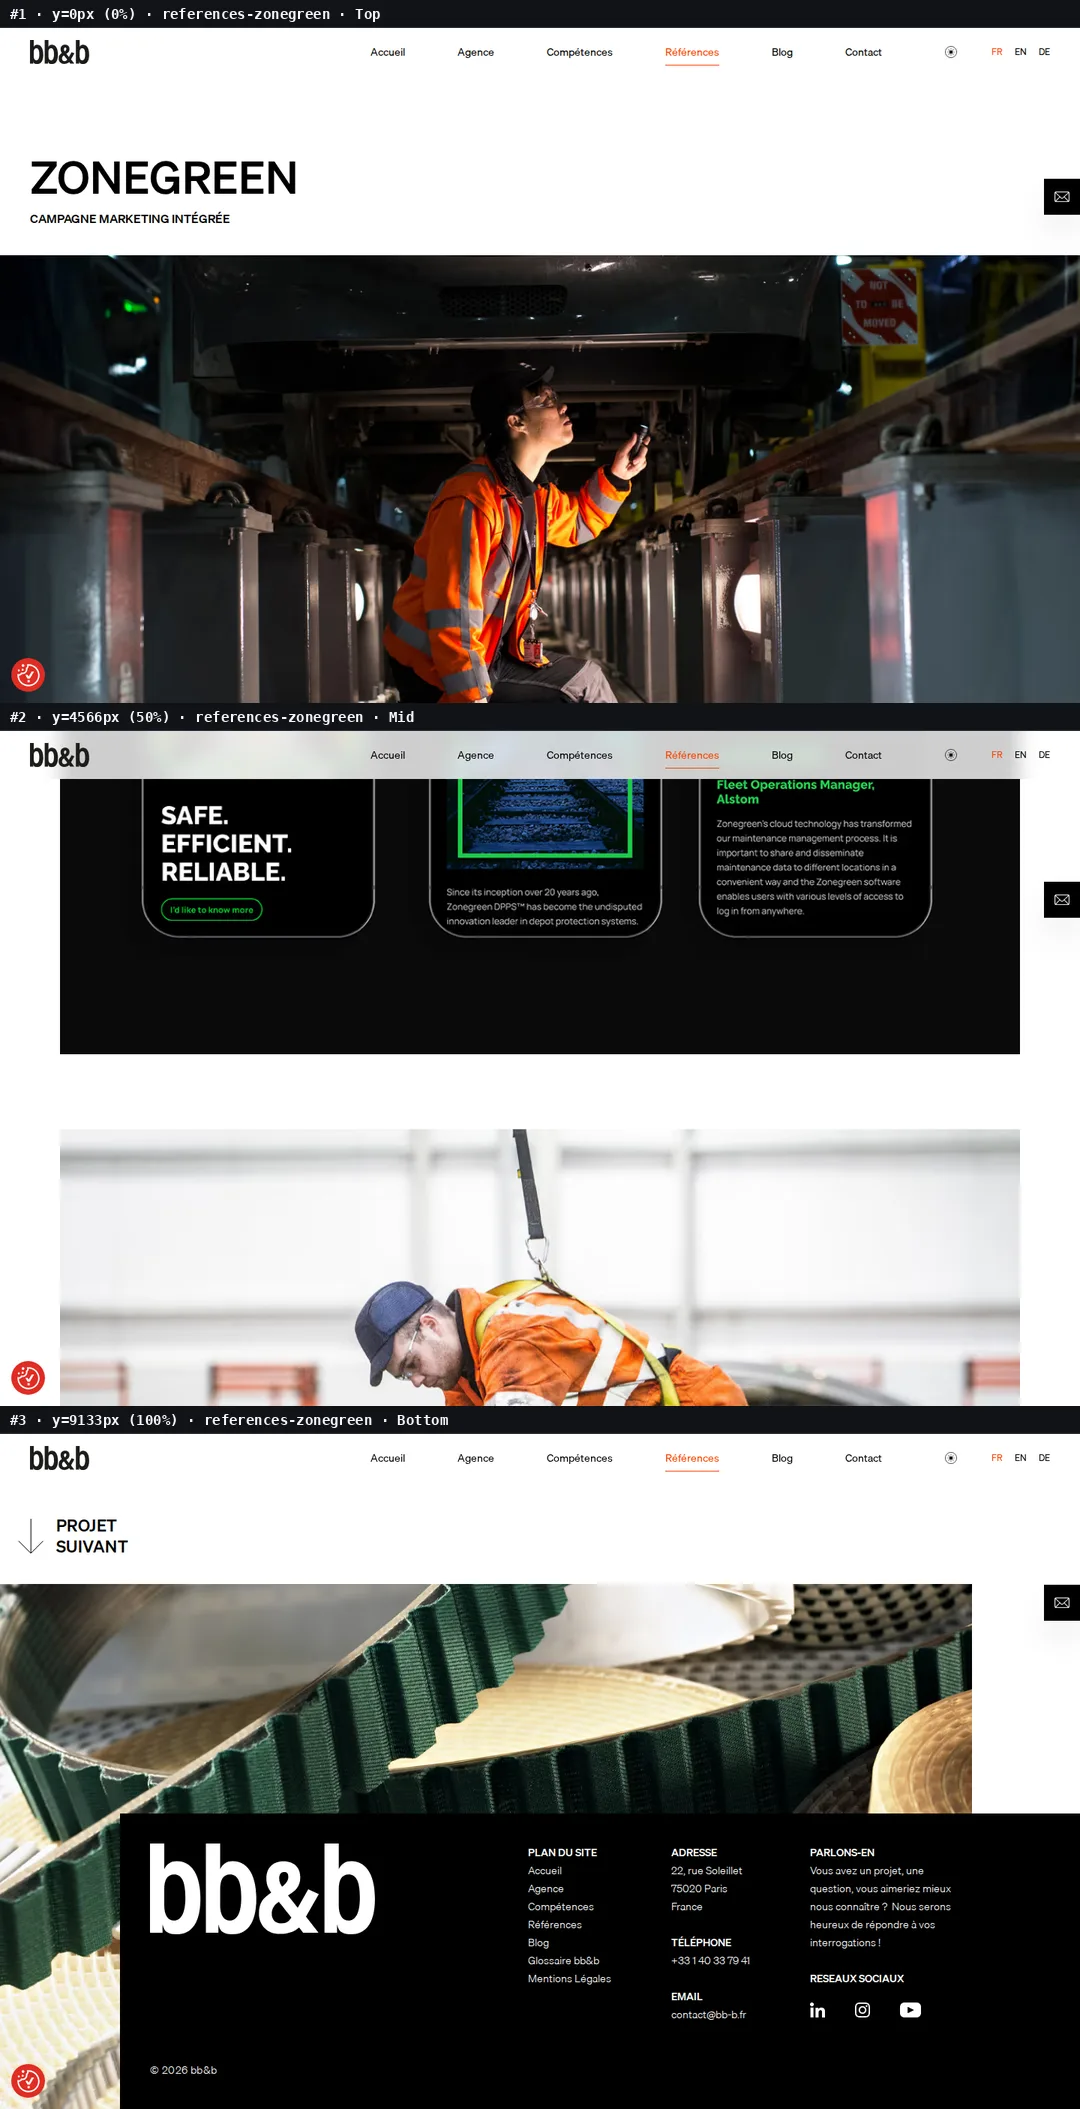 #1 · y=0px (0%) · references-zonegreen · Top
bb&b
Accueil
Agence
Compétences
Références
Blog
Contact
FR EN DE
ZONEGREEN
CAMPAGNE MARKETING INTÉGRÉE
NOT
TO BE
MOVED
#2 · y=4566px (50%) · references-zonegreen · Mid
bb&b
Accueil
Agence
Compétences
Références
Blog
Contact
FR EN DE
SAFE.
EFFICIENT.
RELIABLE.
I'd like to know more
Since its inception over 20 years ago,
Zonegreen DPPS™ has become the undisputed
innovation leader in depot protection systems.
Fleet Operations Manager,
Alstom
Zonegreen's cloud technology has transformed
our maintenance management process. It is
important to share and disseminate
maintenance data to different locations in a
convenient way and the Zonegreen software
enables users with various levels of access to
log in from anywhere.
#3 · y=9133px (100%) · references-zonegreen · Bottom
bb&b
Accueil
Agence
Compétences
Références
Blog
Contact
FR EN DE
PROJET
SUIVANT
bb&b
PLAN DU SITE
Accueil
Agence
Compétences
Références
Blog
Glossaire bb&b
Mentions Légales
ADRESSE
22, rue Soleillet
75020 Paris
France
TÉLÉPHONE
+33 1 40 33 79 41
EMAIL
contact@bb-b.fr
PARLONS-EN
Vous avez un projet, une
question, vous aimeriez mieux
nous connaître ? Nous serons
heureux de répondre à vos
interrogations !
RESEAUX SOCIAUX
© 2026 bb&b